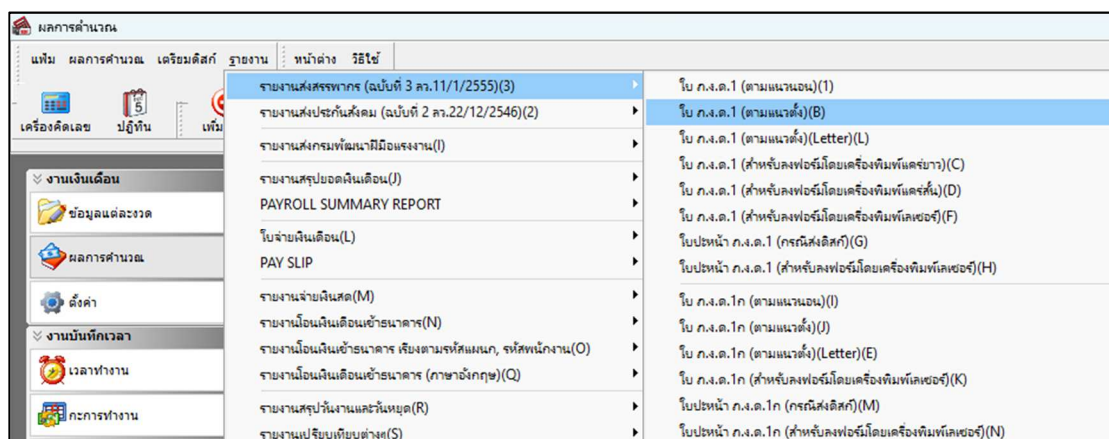 ผลการคำนวณ
แฟ้ม ผลการคำนวณ เตรียมดิสก์ รายงาน หน้าต่าง วิธีใช้
เครื่องคิดเลข ปฏิทิน เพิ่ม
งานเงินเดือน
ข้อมูลแต่ละงวด
ผลการคำนวณ
ตั้งค่า
งานบันทึกเวลา
เวลาทำงาน
กะการทำงาน
รายงานส่งสรรพากร (ฉบับที่ 3 ลว.11/1/2555)(3)
รายงานส่งประกันสังคม (ฉบับที่ 2 ลว.22/12/2546)(2)
รายงานส่งกรมพัฒนาฝีมือแรงงาน(I)
รายงานสรุปยอดเงินเดือน(J)
PAYROLL SUMMARY REPORT
ใบจ่ายเงินเดือน(L)
PAY SLIP
รายงานจ่ายเงินสด(M)
รายงานโอนเงินเดือนเข้าธนาคาร(N)
รายงานโอนเงินเข้าธนาคาร เรียงตามรหัสแผนก, รหัสพนักงาน(O)
รายงานโอนเงินเดือนเข้าธนาคาร (ภาษาอังกฤษ)(Q)
รายงานสรุปวันงานและวันหยุด(R)
รายงานเปรียบเทียบต่างๆ(S)
ใบ ภ.ง.ด.1 (ตามแนวนอน)(1)
ใบ ภ.ง.ด.1 (ตามแนวตั้ง)(B)
ใบ ภ.ง.ด.1 (ตามแนวตั้ง)(Letter)(L)
ใบ ภ.ง.ด.1 (สำหรับลงฟอร์มโดยเครื่องพิมพ์แคร่ยาว)(C)
ใบ ภ.ง.ด.1 (สำหรับลงฟอร์มโดยเครื่องพิมพ์แคร่สั้น)(D)
ใบ ภ.ง.ด.1 (สำหรับลงฟอร์มโดยเครื่องพิมพ์เลเซอร์)(F)
ใบปะหน้า ภ.ง.ด.1 (กรณีส่งดิสก์)(G)
ใบปะหน้า ภ.ง.ด.1 (สำหรับลงฟอร์มโดยเครื่องพิมพ์เลเซอร์)(H)
ใบ ภ.ง.ด.1ก (ตามแนวนอน)(I)
ใบ ภ.ง.ด.1ก (ตามแนวตั้ง)(J)
ใบ ภ.ง.ด.1ก (ตามแนวตั้ง)(Letter)(E)
ใบ ภ.ง.ด.1ก (สำหรับลงฟอร์มโดยเครื่องพิมพ์เลเซอร์)(K)
ใบปะหน้า ภ.ง.ด.1ก (กรณีส่งดิสก์)(M)
ใบปะหน้า ภ.ง.ด.1ก (สำหรับลงฟอร์มโดยเครื่องพิมพ์เลเซอร์)(N)